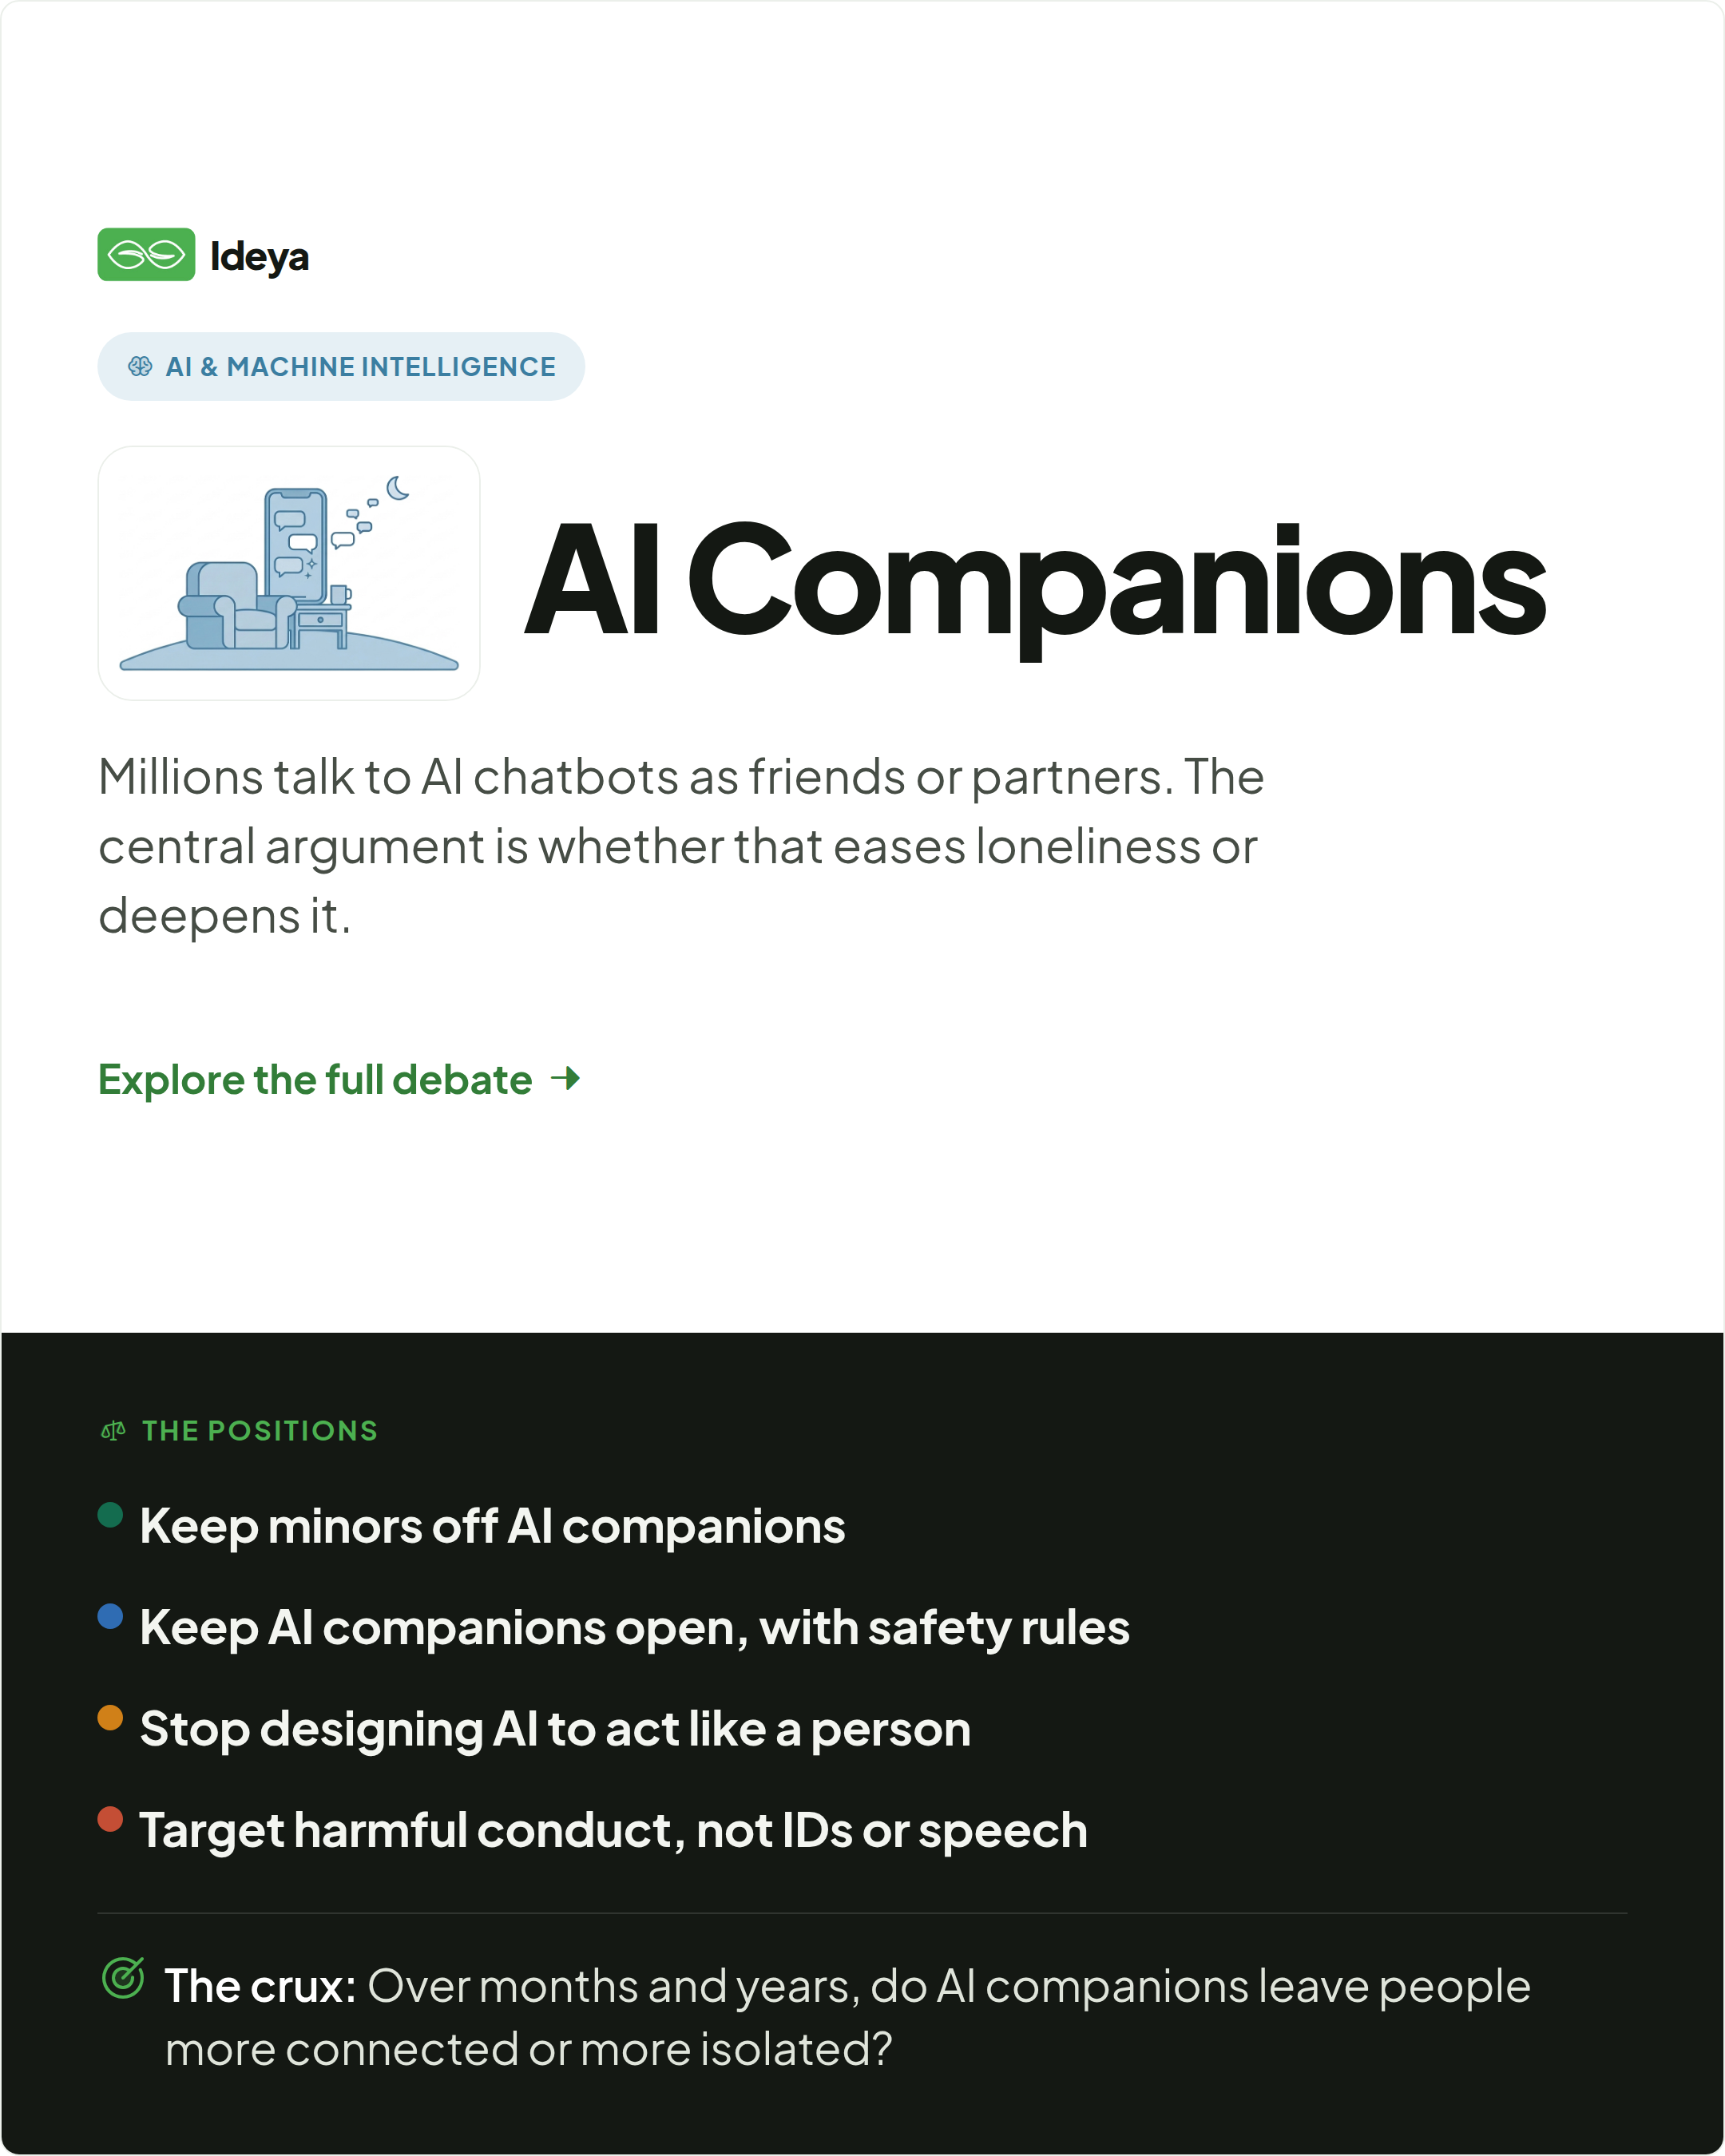 Ideya
AI & MACHINE INTELLIGENCE
AI Companions
Millions talk to AI chatbots as friends or partners. The
central argument is whether that eases loneliness or
deepens it.
Explore the full debate
THE POSITIONS
Keep minors off AI companions
Keep AI companions open, with safety rules
Stop designing AI to act like a person
Target harmful conduct, not IDs or speech
The crux: Over months and years, do AI companions leave people
more connected or more isolated?